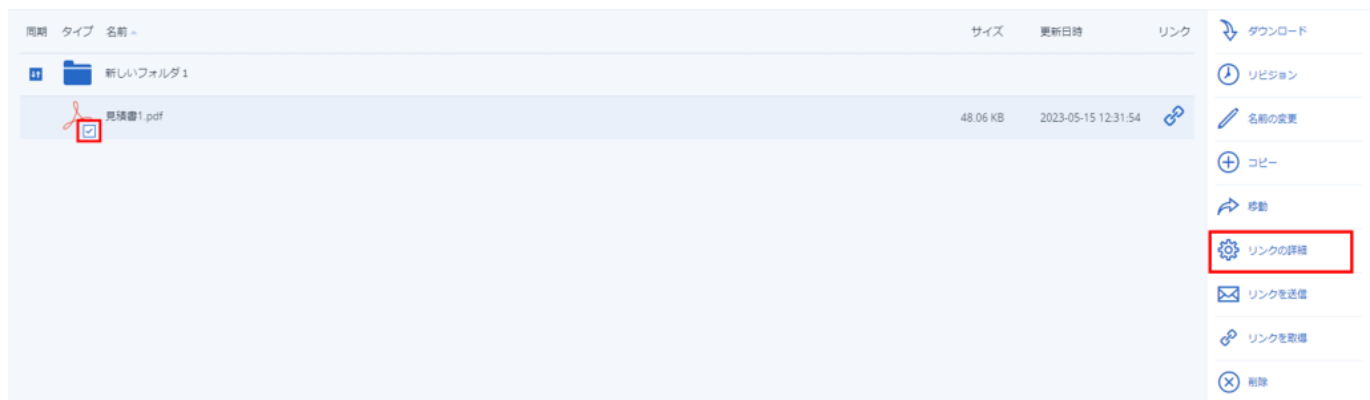 同期 タイプ 名前 サイズ 更新日時 リンク
新しいフォルダ1
見積書1.pdf 48.06 KB 2023-05-15 12:31:54
ダウンロード
リビジョン
名前の変更
コピー
移動
リンクの詳細
リンクを送信
リンクを取得
削除